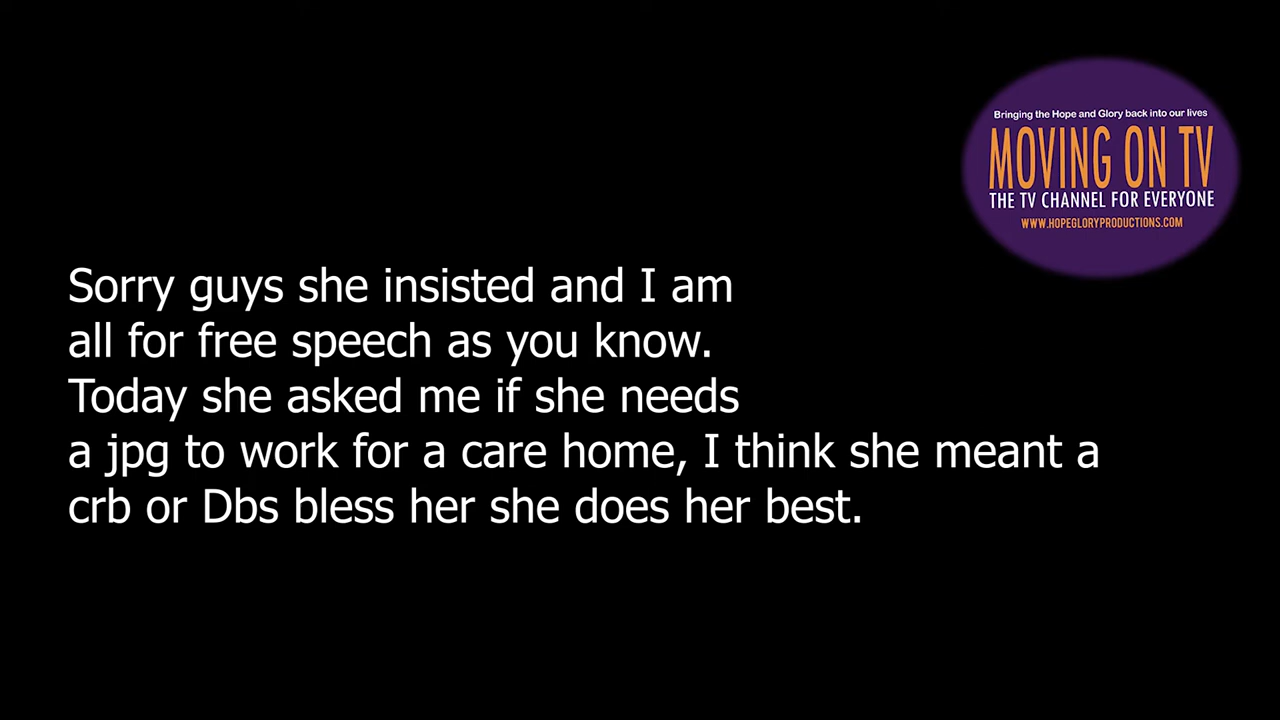 Bringing the Hope and Glory back into our lives
MOVING ON TV
THE TV CHANNEL FOR EVERYONE
WWW.HOPEGLORYPRODUCTIONS.COM
Sorry guys she insisted and I am
all for free speech as you know.
Today she asked me if she needs
a jpg to work for a care home, I think she meant a
crb or Dbs bless her she does her best.